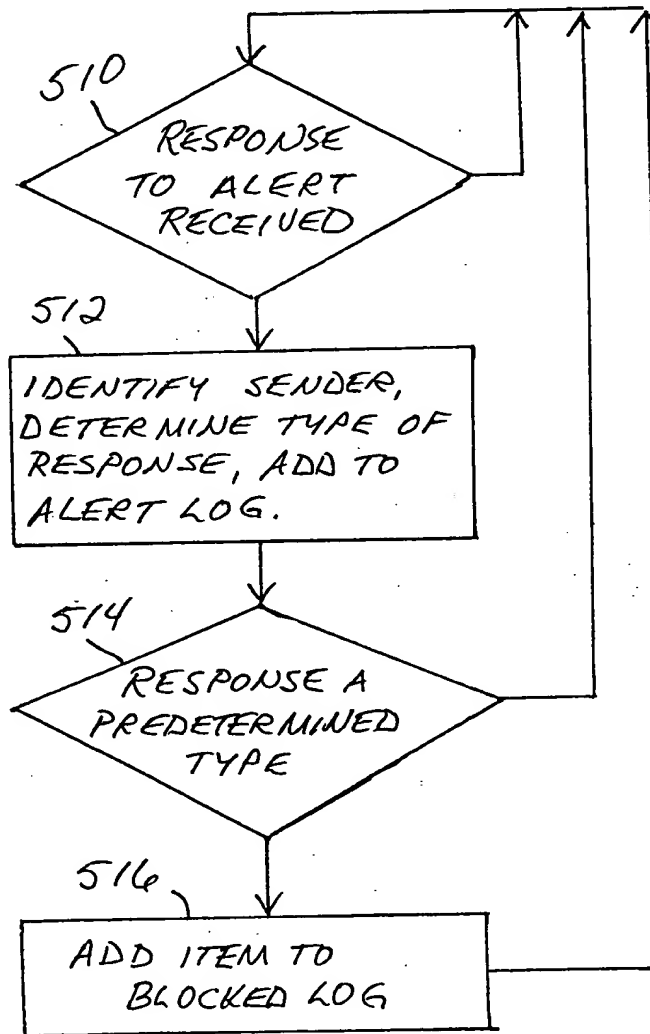 510
RESPONSE
TO ALERT
RECEIVED
512
IDENTIFY SENDER,
DETERMINE TYPE OF
RESPONSE, ADD TO
ALERT LOG.
514
RESPONSE A
PREDETERMINED
TYPE
516
ADD ITEM TO
BLOCKED LOG